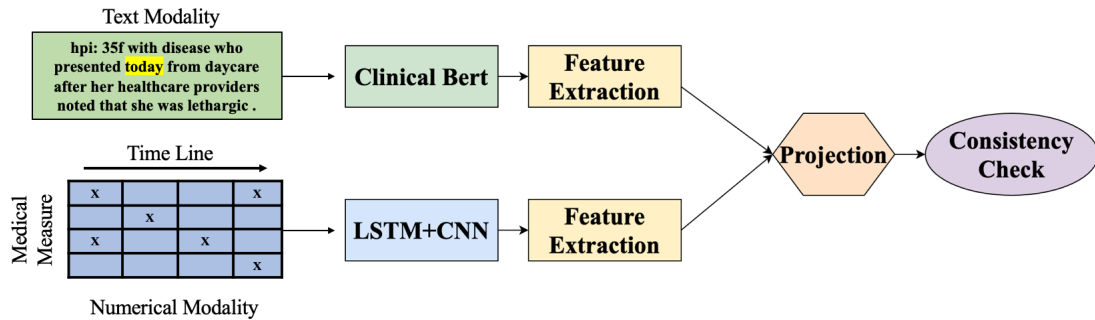 Text Modality
hpi: 35f with disease who
presented today from daycare
after her healthcare providers
noted that she was lethargic .
Clinical Bert
Feature
Extraction
Time Line
Medical
Measure
x x
x
x x
x
Numerical Modality
LSTM+CNN
Feature
Extraction
Projection
Consistency
Check